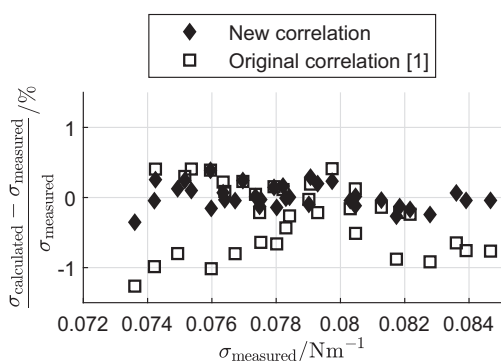 New correlation
Original correlation [1]
σcalculated − σmeasured
σmeasured
/%
1
0
-1
0.072 0.074 0.076 0.078 0.08 0.082 0.084
σmeasured/Nm−1